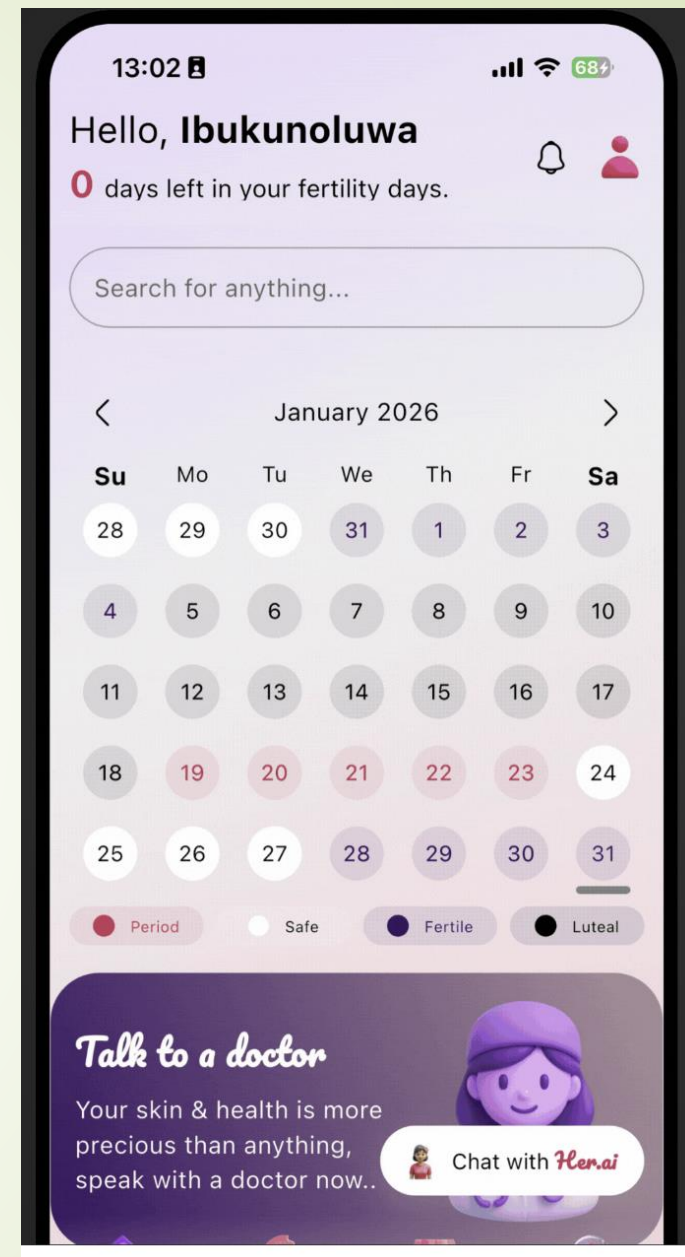 13:02
68
Hello, Ibukunoluwa
0 days left in your fertility days.
Search for anything...
January 2026
Su Mo Tu We Th Fr Sa
28 29 30 31 1 2 3
4 5 6 7 8 9 10
11 12 13 14 15 16 17
18 19 20 21 22 23 24
25 26 27 28 29 30 31
Period Safe Fertile Luteal
Talk to a doctor
Your skin & health is more
precious than anything,
speak with a doctor now..
Chat with Her.ai